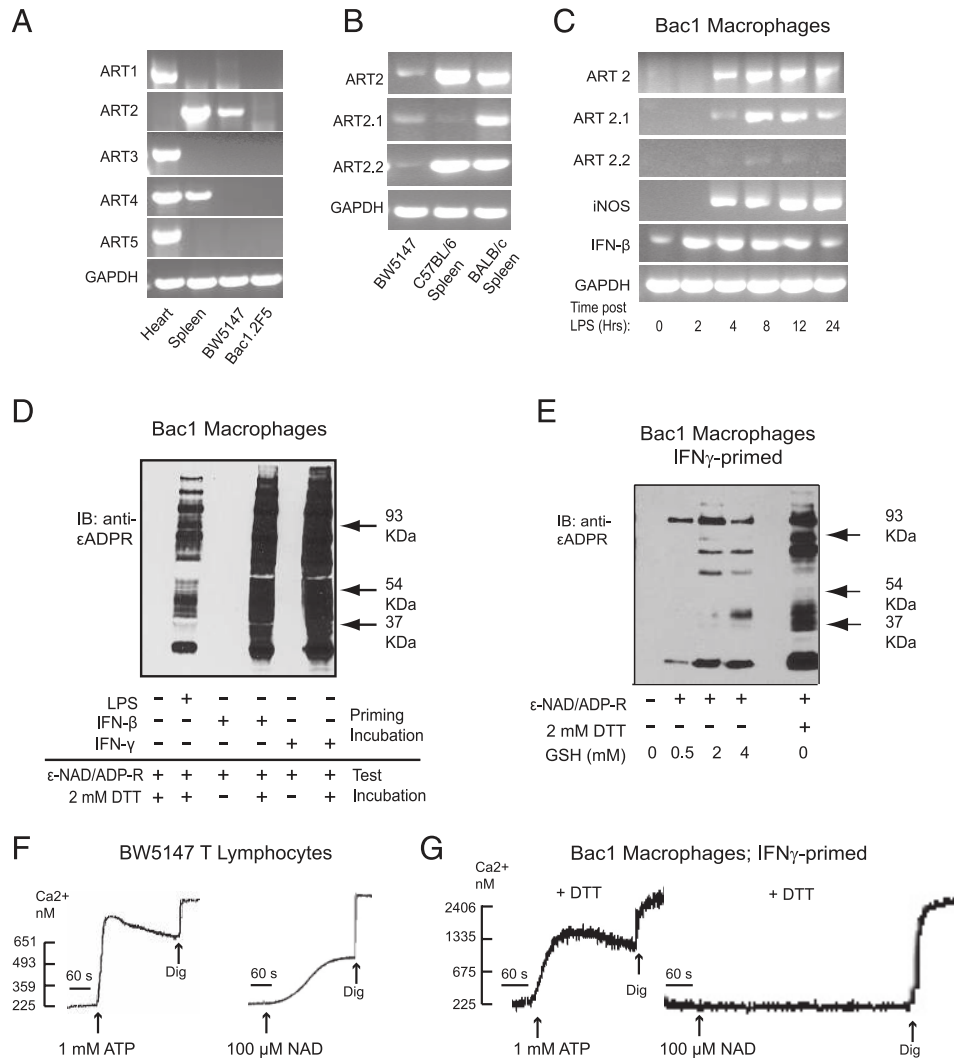 A
ART1
ART2
ART3
ART4
ART5
GAPDH
Heart
Spleen
BW5147
Bac1.2F5
B
ART2
ART2.1
ART2.2
GAPDH
BW5147
C57BL/6
Spleen
BALB/c
Spleen
C
Bac1 Macrophages
ART 2
ART 2.1
ART 2.2
iNOS
IFN-β
GAPDH
Time post
LPS (Hrs): 0 2 4 8 12 24
D
Bac1 Macrophages
IB: anti-
εADPR
93
KDa
54
KDa
37
KDa
LPS - + - - - -
IFN-β - - + + - -
IFN-γ - - - - + +
Priming
Incubation
ε-NAD/ADP-R + + + + + +
2 mM DTT + + - + - +
Test
Incubation
E
Bac1 Macrophages
IFNγ-primed
IB: anti-
εADPR
93
KDa
54
KDa
37
KDa
ε-NAD/ADP-R - + + + +
2 mM DTT - - - - +
GSH (mM) 0 0.5 2 4 0
F
BW5147 T Lymphocytes
Ca2+
nM
651
493
359
225
60 s
1 mM ATP
Dig
60 s
100 µM NAD
Dig
G
Bac1 Macrophages; IFNγ-primed
Ca2+
nM
2406
1335
675
225
+ DTT
60 s
1 mM ATP
Dig
+ DTT
60 s
100 µM NAD
Dig